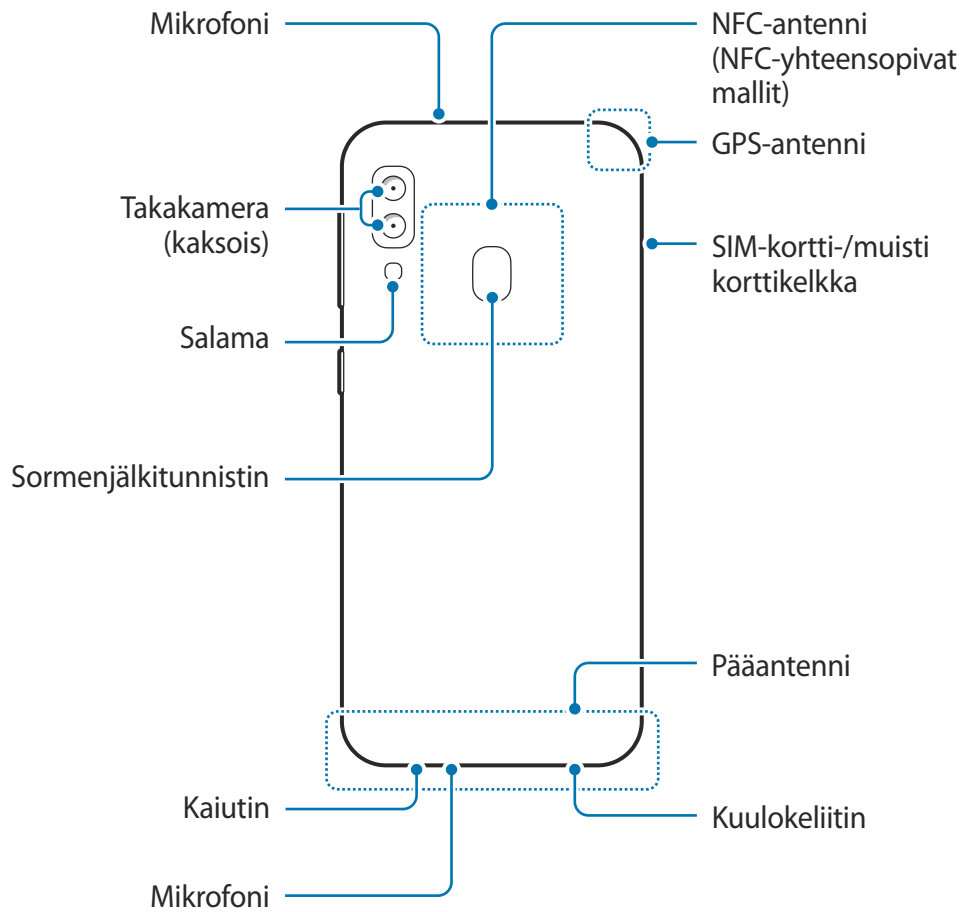 Mikrofoni
NFC-antenni
(NFC-yhteensopivat
mallit)
GPS-antenni
Takakamera
(kaksois)
SIM-kortti-/muisti
korttikelkka
Salama
Sormenjälkitunnistin
Pääantenni
Kaiutin
Kuulokeliitin
Mikrofoni